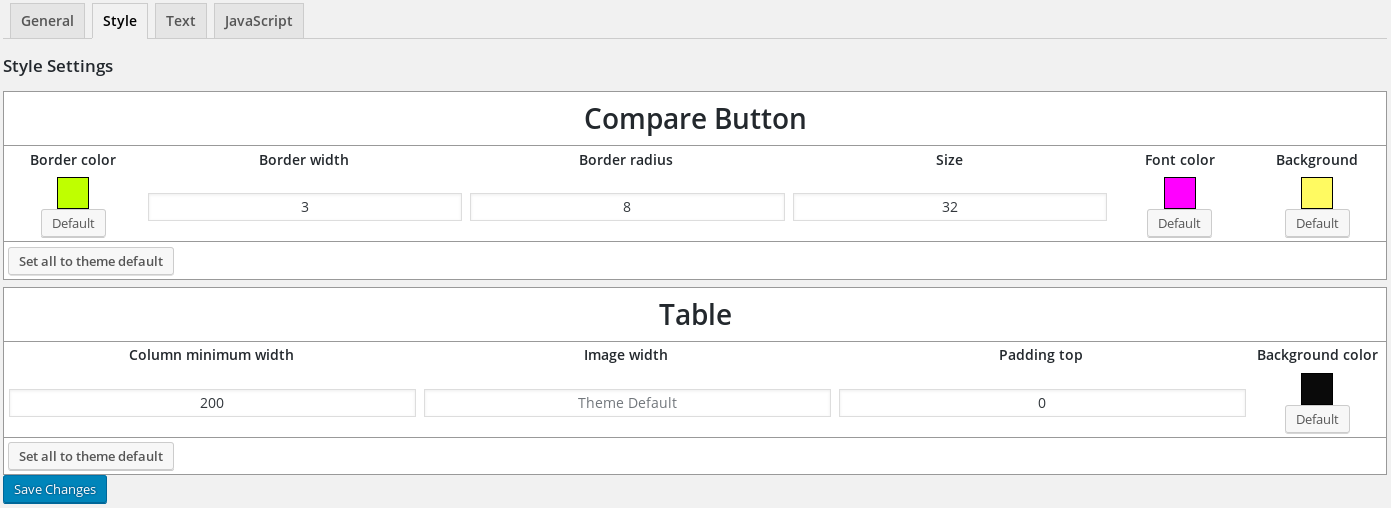 General Style Text JavaScript
Style Settings
Compare Button
Border color Border width Border radius Size Font color Background
3 8 32
Default Default Default
Set all to theme default
Table
Column minimum width Image width Padding top Background color
200 Theme Default 0
Default
Set all to theme default
Save Changes